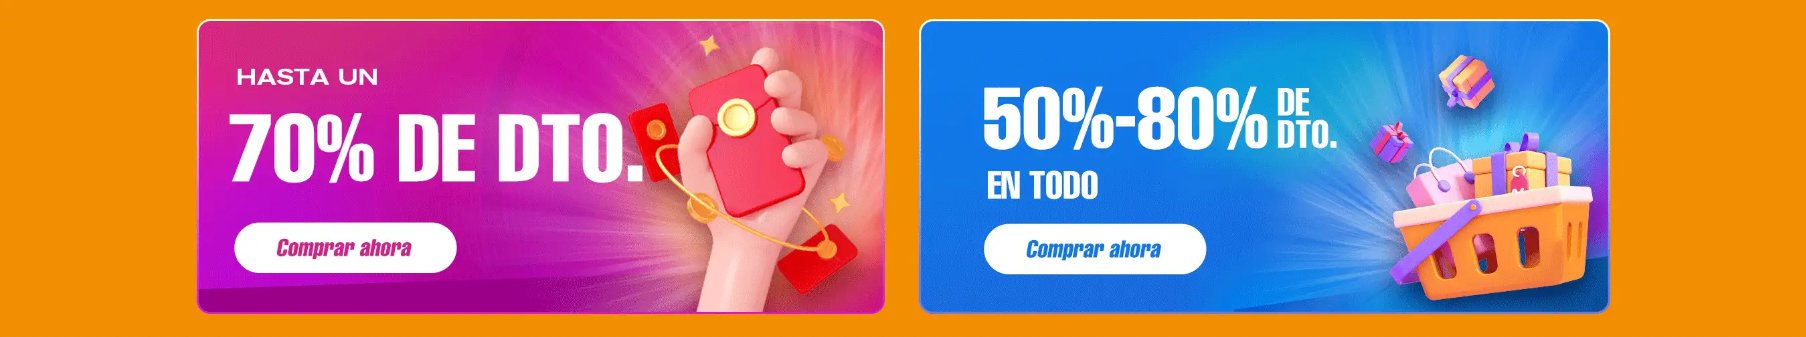 HASTA UN
70% DE DTO.
Comprar ahora
50%-80% DE DTO.
EN TODO
Comprar ahora